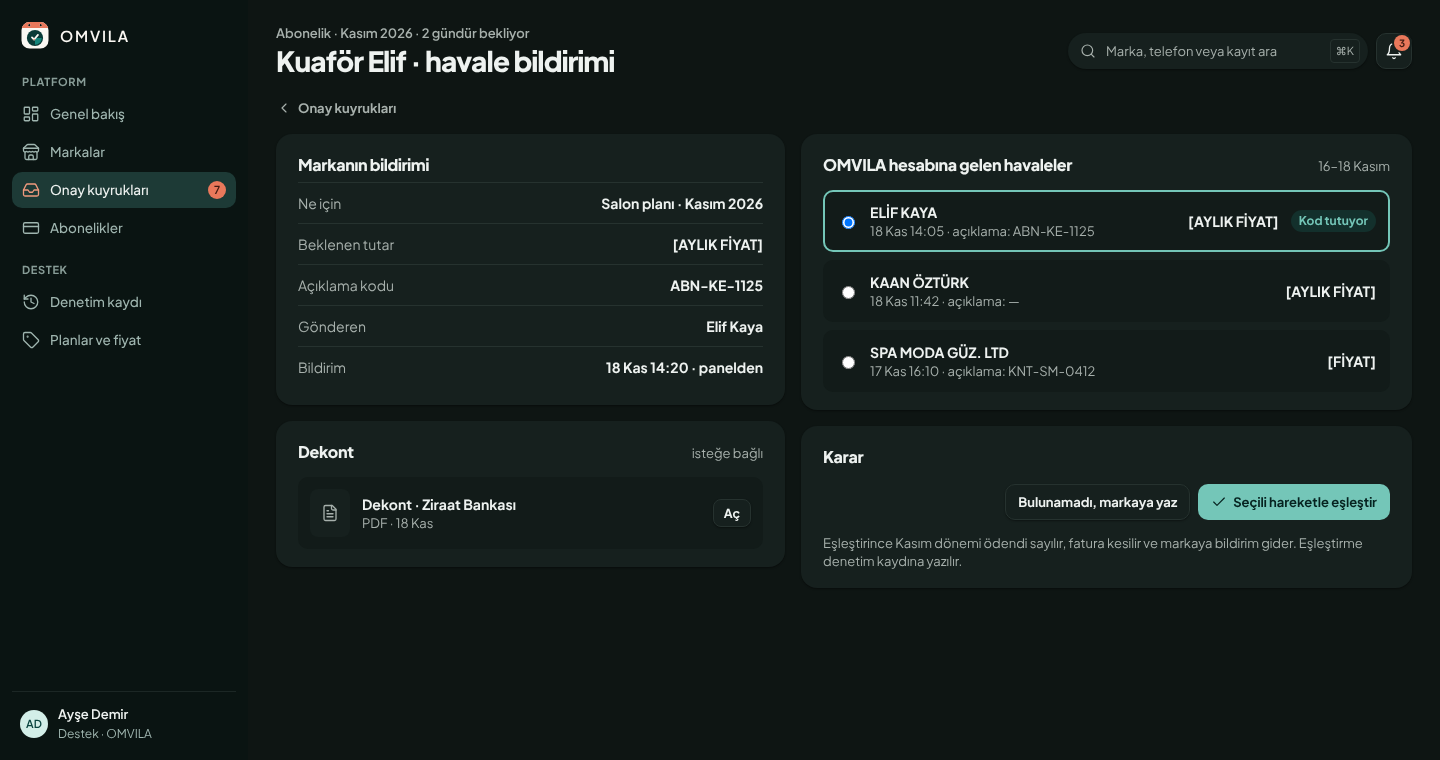 OMVILA
PLATFORM
Genel bakış
Markalar
Onay kuyrukları 7
Abonelikler
DESTEK
Denetim kaydı
Planlar ve fiyat
AD
Ayşe Demir
Destek · OMVILA
Abonelik · Kasım 2026 · 2 gündür bekliyor
Kuaför Elif · havale bildirimi
Marka, telefon veya kayıt ara ⌘K
3
Onay kuyrukları
Markanın bildirimi
Ne için Salon planı · Kasım 2026
Beklenen tutar [AYLIK FİYAT]
Açıklama kodu ABN-KE-1125
Gönderen Elif Kaya
Bildirim 18 Kas 14:20 · panelden
Dekont isteğe bağlı
Dekont · Ziraat Bankası
PDF · 18 Kas
Aç
OMVILA hesabına gelen havaleler 16–18 Kasım
ELİF KAYA
18 Kas 14:05 · açıklama: ABN-KE-1125
[AYLIK FİYAT] Kod tutuyor
KAAN ÖZTÜRK
18 Kas 11:42 · açıklama: —
[AYLIK FİYAT]
SPA MODA GÜZ. LTD
17 Kas 16:10 · açıklama: KNT-SM-0412
[FİYAT]
Karar
Bulunamadı, markaya yaz
Seçili hareketle eşleştir
Eşleştirince Kasım dönemi ödendi sayılır, fatura kesilir ve markaya bildirim gider. Eşleştirme
denetim kaydına yazılır.